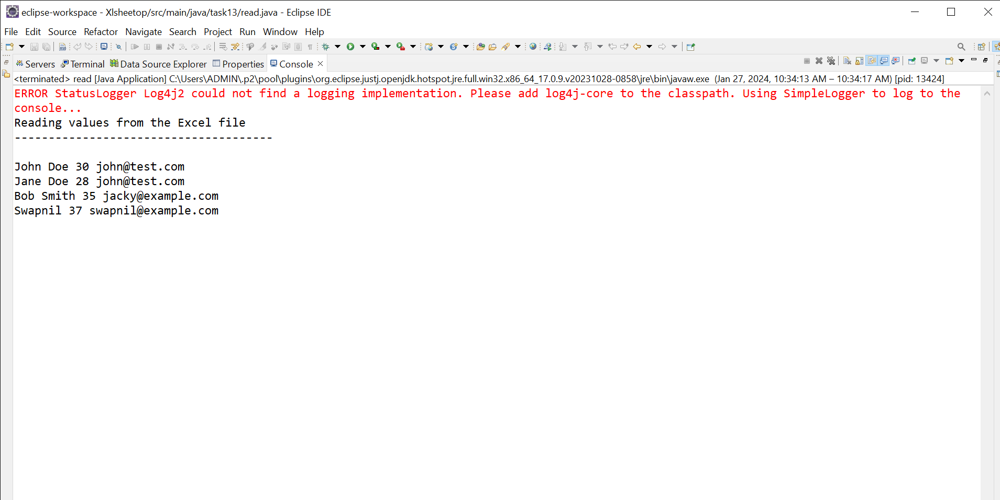 eclipse-workspace - Xlsheetop/src/main/java/task13/read.java - Eclipse IDE
File Edit Source Refactor Navigate Search Project Run Window Help
Servers Terminal Data Source Explorer Properties Console
<terminated> read [Java Application] C:\Users\ADMIN\.p2\pool\plugins\org.eclipse.justj.openjdk.hotspot.jre.full.win32.x86_64_17.0.9.v20231028-0858\jre\bin\javaw.exe (Jan 27, 2024, 10:34:13 AM – 10:34:17 AM) [pid: 13424]
ERROR StatusLogger Log4j2 could not find a logging implementation. Please add log4j-core to the classpath. Using SimpleLogger to log to the
console...
Reading values from the Excel file
--------------------------------------
John Doe 30 john@test.com
Jane Doe 28 john@test.com
Bob Smith 35 jacky@example.com
Swapnil 37 swapnil@example.com